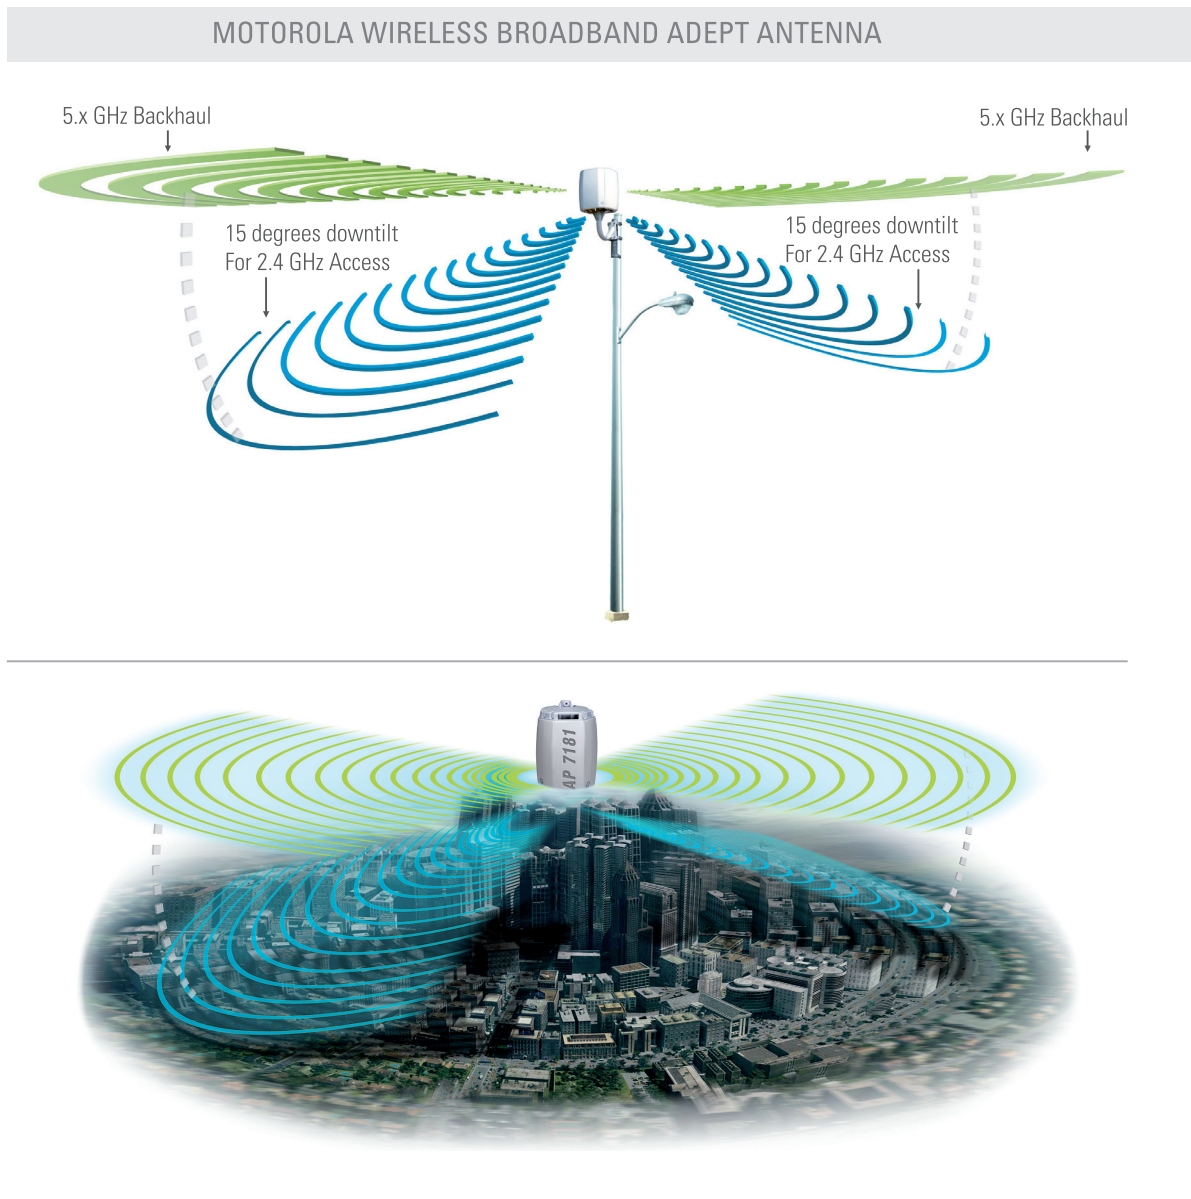 MOTOROLA WIRELESS BROADBAND ADEPT ANTENNA
5.x GHz Backhaul
5.x GHz Backhaul
15 degrees downtilt
For 2.4 GHz Access
15 degrees downtilt
For 2.4 GHz Access
AP 7181